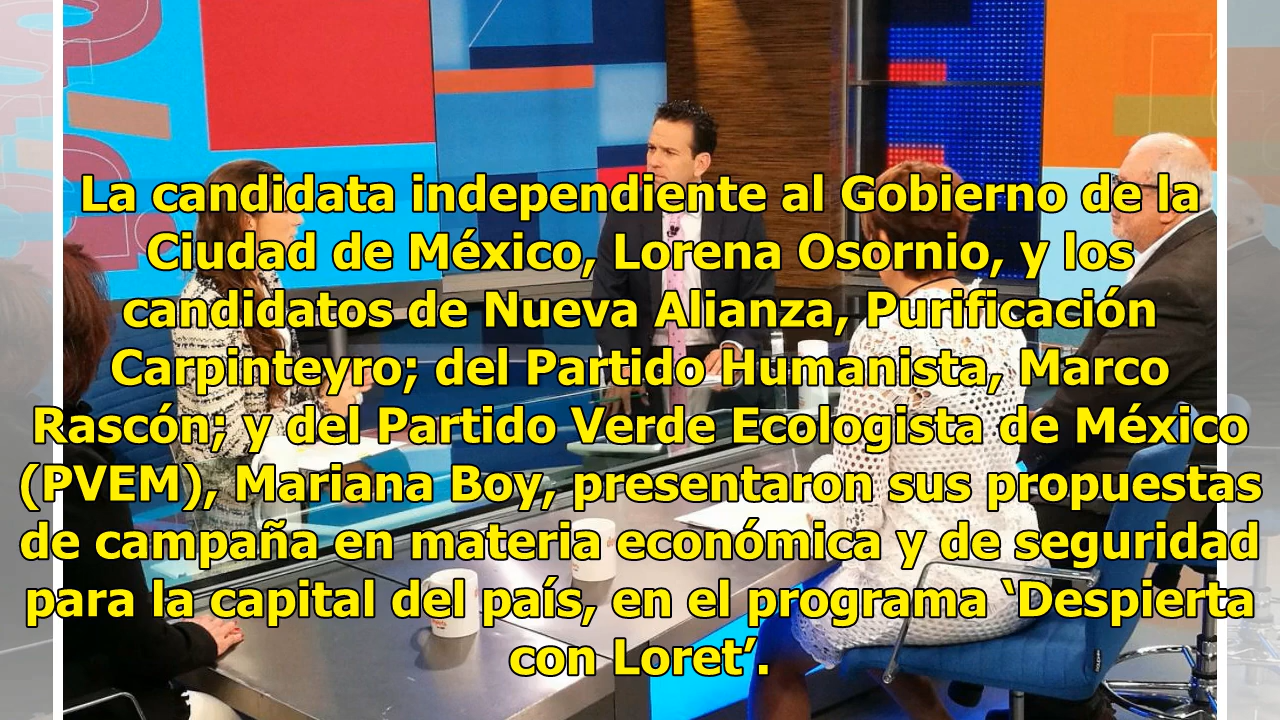 La candidata independiente al Gobierno de la
Ciudad de México, Lorena Osornio, y los
candidatos de Nueva Alianza, Purificación
Carpinteyro; del Partido Humanista, Marco
Rascón; y del Partido Verde Ecologista de México
(PVEM), Mariana Boy, presentaron sus propuestas
de campaña en materia económica y de seguridad
para la capital del país, en el programa ‘Despierta
con Loret’.